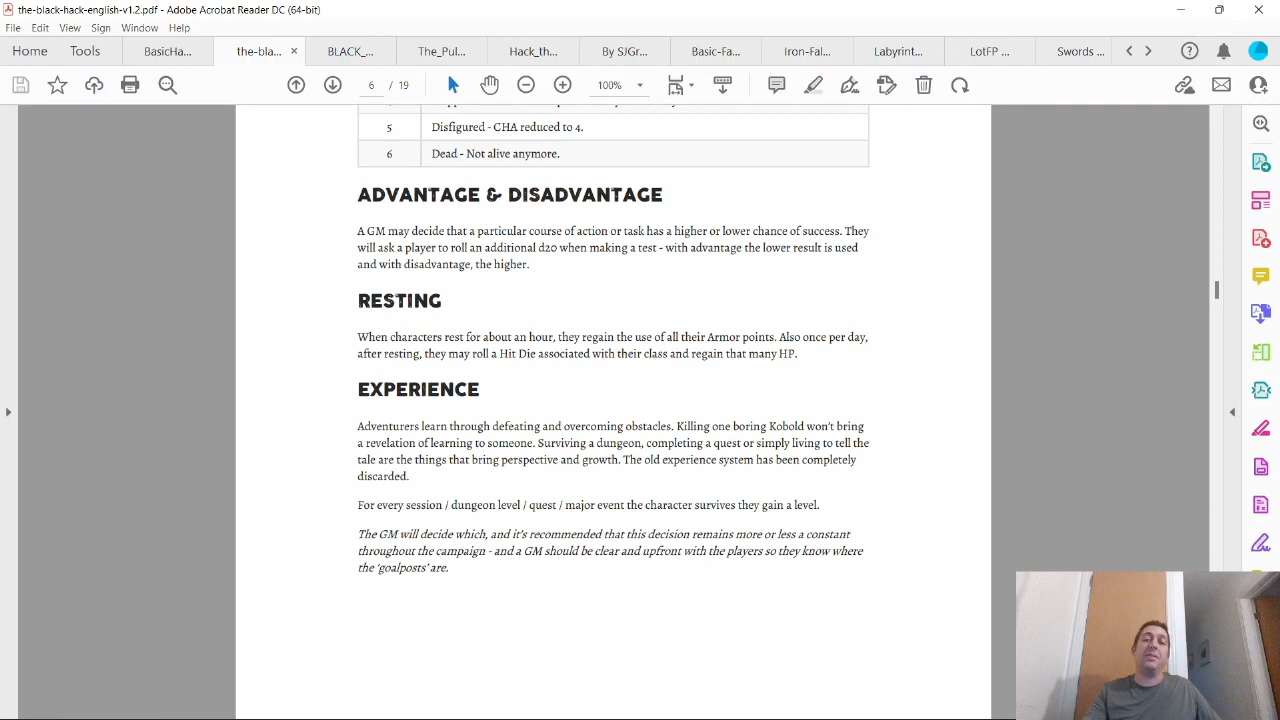 the-black-hack-english-v1.2.pdf - Adobe Acrobat Reader DC (64-bit)
File Edit View Sign Window Help
Home Tools BasicHa... the-bla... × BLACK_... The_Pul... Hack_th... By SJGr... Basic-Fa... Iron-Fal... Labyrint... LotFP ... Swords ...
6 / 19 100%
5 Disfigured - CHA reduced to 4.
6 Dead - Not alive anymore.
ADVANTAGE & DISADVANTAGE
A GM may decide that a particular course of action or task has a higher or lower chance of success. They
will ask a player to roll an additional d20 when making a test - with advantage the lower result is used
and with disadvantage, the higher.
RESTING
When characters rest for about an hour, they regain the use of all their Armor points. Also once per day,
after resting, they may roll a Hit Die associated with their class and regain that many HP.
EXPERIENCE
Adventurers learn through defeating and overcoming obstacles. Killing one boring Kobold won't bring
a revelation of learning to someone. Surviving a dungeon, completing a quest or simply living to tell the
tale are the things that bring perspective and growth. The old experience system has been completely
discarded.
For every session / dungeon level / quest / major event the character survives they gain a level.
The GM will decide which, and it's recommended that this decision remains more or less a constant
throughout the campaign - and a GM should be clear and upfront with the players so they know where
the 'goalposts' are.